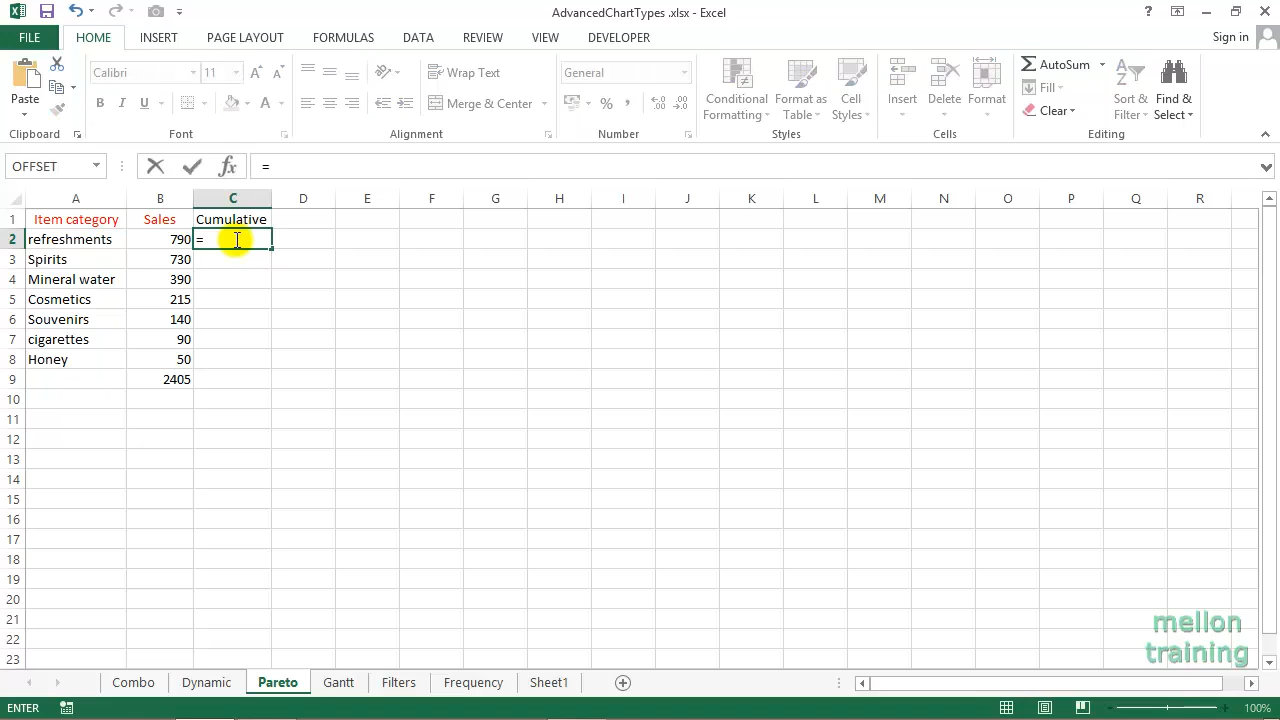 AdvancedChartTypes .xlsx - Excel
?
FILE HOME INSERT PAGE LAYOUT FORMULAS DATA REVIEW VIEW DEVELOPER Sign in
Paste
Calibri 11
B I U A
Wrap Text
Merge & Center
General
% ,
Conditional Formatting
Format as Table
Cell Styles
Insert Delete Format
AutoSum
Fill
Clear
Sort & Filter
Find & Select
Clipboard Font Alignment Number Styles Cells Editing
OFFSET fx =
A B C D E F G H I J K L M N O P Q R
1 Item category Sales Cumulative
2 refreshments 790 =
3 Spirits 730
4 Mineral water 390
5 Cosmetics 215
6 Souvenirs 140
7 cigarettes 90
8 Honey 50
9 2405
10
11
12
13
14
15
16
17
18
19
20
21
22
23
mellon
training
Combo Dynamic Pareto Gantt Filters Frequency Sheet1
ENTER 100%